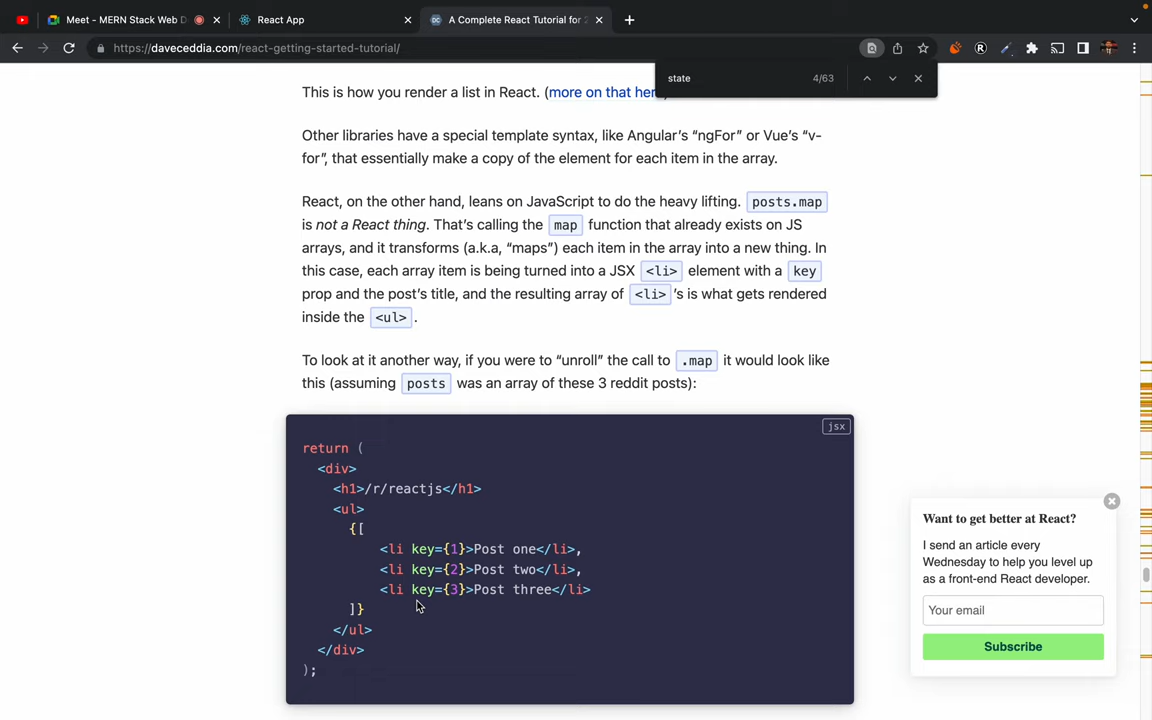 Meet - MERN Stack Web D
React App
A Complete React Tutorial for 2
https://daveceddia.com/react-getting-started-tutorial/
state 4/63
This is how you render a list in React. (more on that here
Other libraries have a special template syntax, like Angular's “ngFor” or Vue's “v-
for”, that essentially make a copy of the element for each item in the array.
React, on the other hand, leans on JavaScript to do the heavy lifting. posts.map
is not a React thing. That's calling the map function that already exists on JS
arrays, and it transforms (a.k.a, “maps”) each item in the array into a new thing. In
this case, each array item is being turned into a JSX <li> element with a key
prop and the post's title, and the resulting array of <li> 's is what gets rendered
inside the <ul> .
To look at it another way, if you were to “unroll” the call to .map it would look like
this (assuming posts was an array of these 3 reddit posts):
jsx
return (
<div>
<h1>/r/reactjs</h1>
<ul>
{[
<li key={1}>Post one</li>,
<li key={2}>Post two</li>,
<li key={3}>Post three</li>
]}
</ul>
</div>
);
Want to get better at React?
I send an article every
Wednesday to help you level up
as a front-end React developer.
Your email
Subscribe